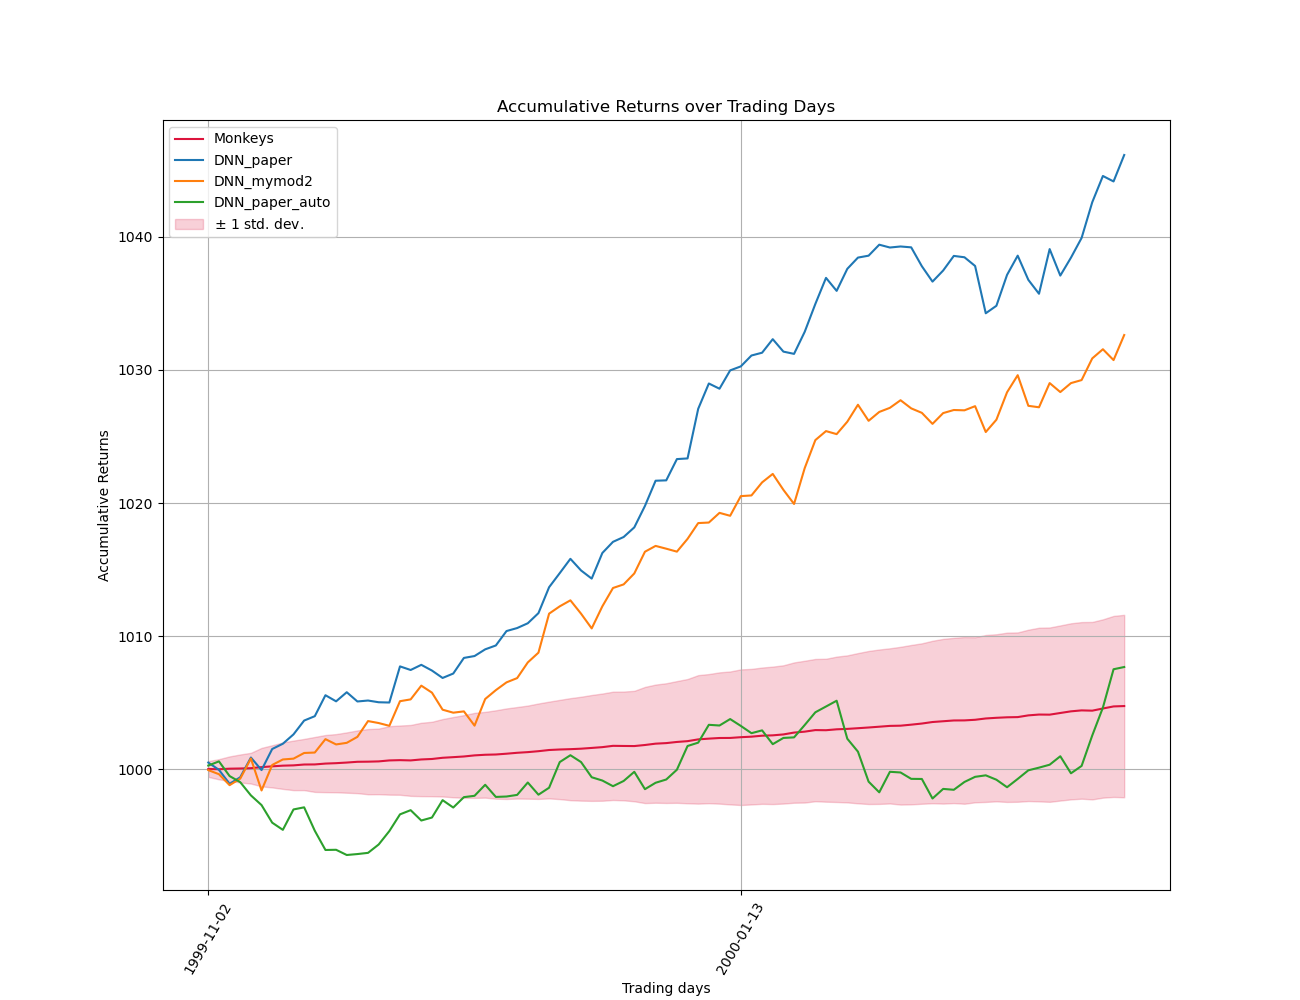 Accumulative Returns over Trading Days
Monkeys
DNN_paper
DNN_mymod2
DNN_paper_auto
± 1 std. dev.
1040
1030
1020
1010
1000
Accumulative Returns
1999-11-02
2000-01-13
Trading days